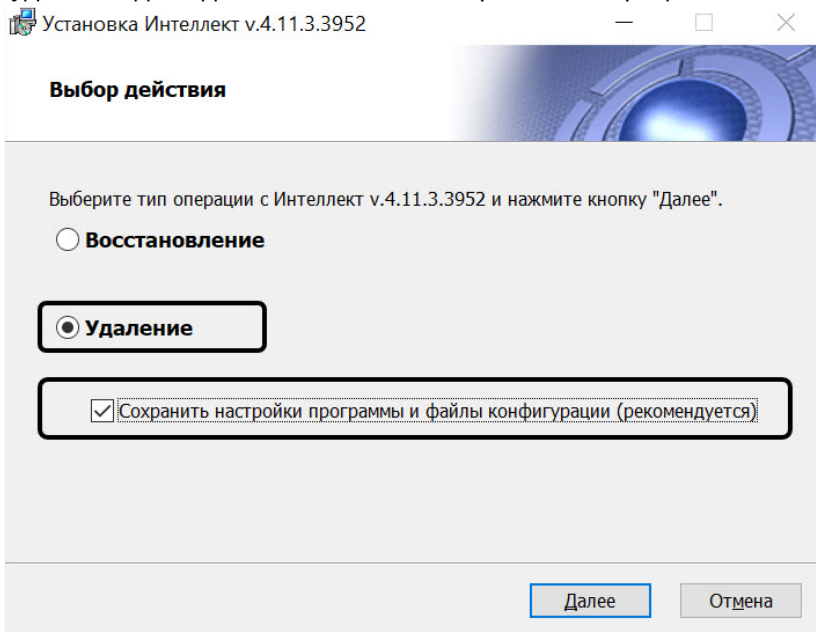 Установка Интеллект v.4.11.3.3952
Выбор действия
Выберите тип операции с Интеллект v.4.11.3.3952 и нажмите кнопку "Далее".
Восстановление
Удаление
Сохранить настройки программы и файлы конфигурации (рекомендуется)
Далее Отмена